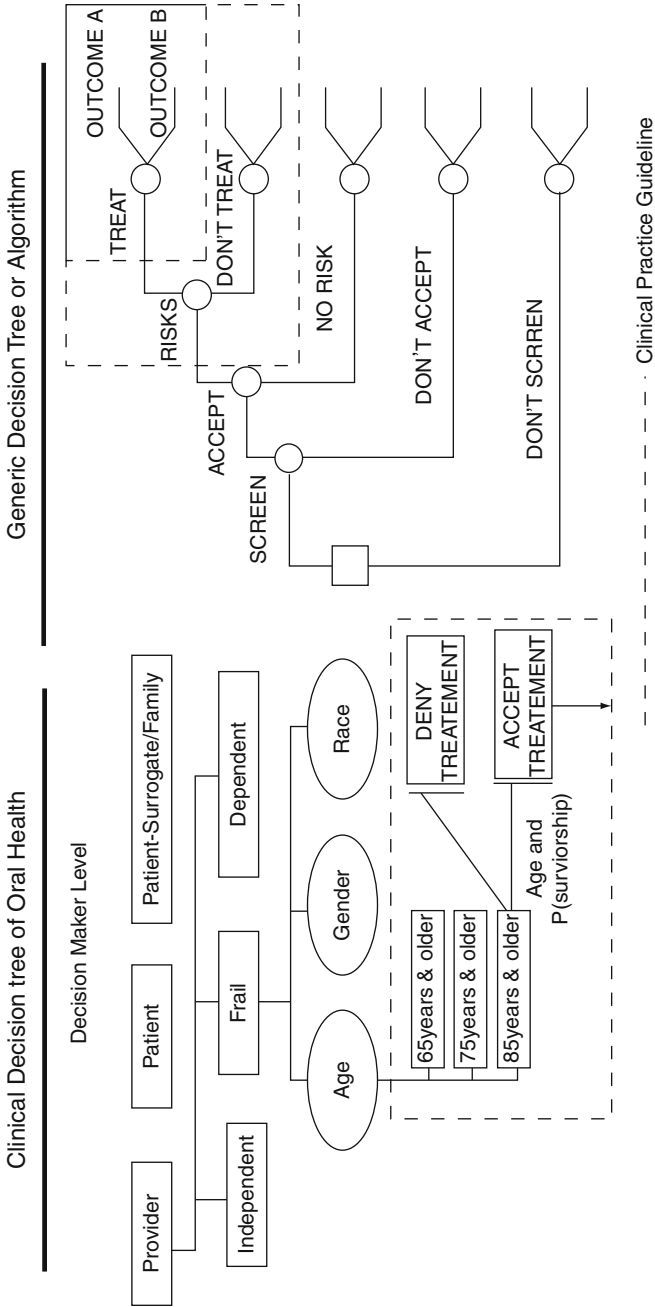 Clinical Decision tree of Oral Health
Decision Maker Level
Provider
Patient
Patient-Surrogate/Family
Independent
Frail
Dependent
Age
Gender
Race
65years & older
75years & older
85years & older
Age and
P(surviorship)
DENY
TREATEMENT
ACCEPT
TREATEMENT
Generic Decision Tree or Algorithm
SCREEN
ACCEPT
RISKS
TREAT
OUTCOME A
OUTCOME B
DON'T TREAT
NO RISK
DON'T ACCEPT
DON'T SCRREN
Clinical Practice Guideline